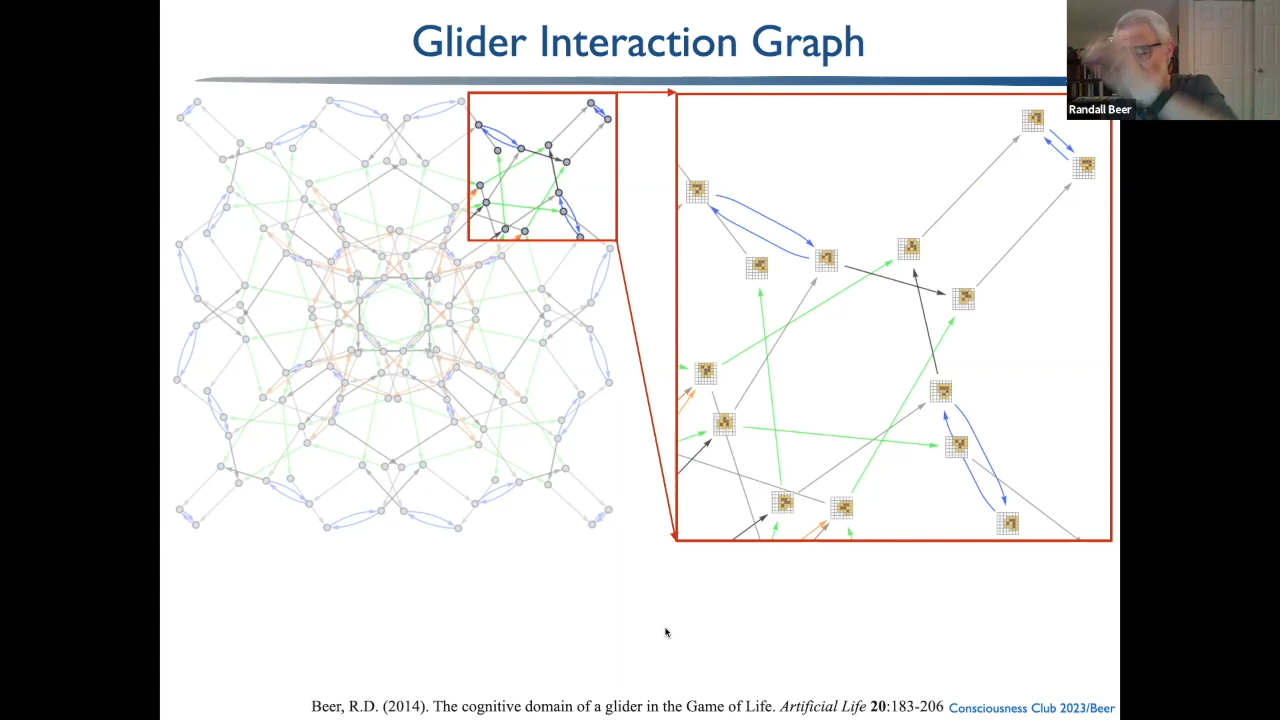 Glider Interaction Graph
Randall Beer
Beer, R.D. (2014). The cognitive domain of a glider in the Game of Life. Artificial Life 20:183-206
Consciousness Club 2023/Beer